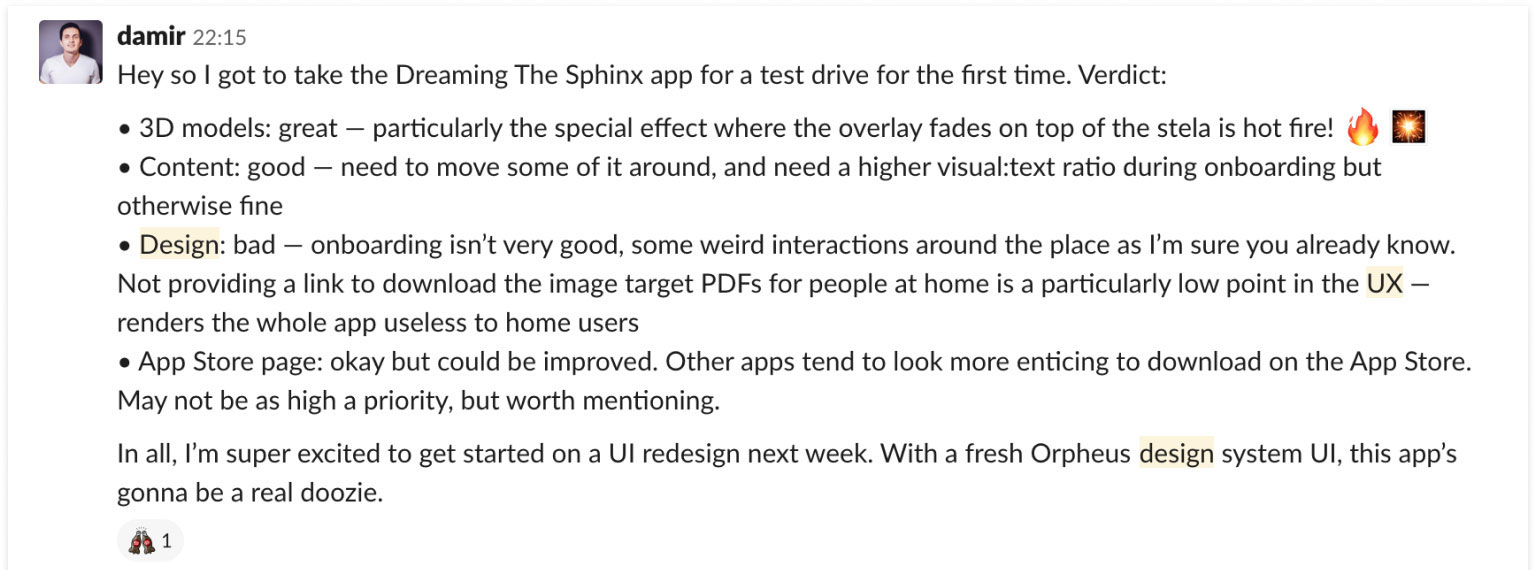 damir 22:15
Hey so I got to take the Dreaming The Sphinx app for a test drive for the first time. Verdict:
• 3D models: great — particularly the special effect where the overlay fades on top of the stela is hot fire! 🔥 🎇
• Content: good — need to move some of it around, and need a higher visual:text ratio during onboarding but
otherwise fine
• Design: bad — onboarding isn’t very good, some weird interactions around the place as I’m sure you already know.
Not providing a link to download the image target PDFs for people at home is a particularly low point in the UX —
renders the whole app useless to home users
• App Store page: okay but could be improved. Other apps tend to look more enticing to download on the App Store.
May not be as high a priority, but worth mentioning.
In all, I’m super excited to get started on a UI redesign next week. With a fresh Orpheus design system UI, this app’s
gonna be a real doozie.
1